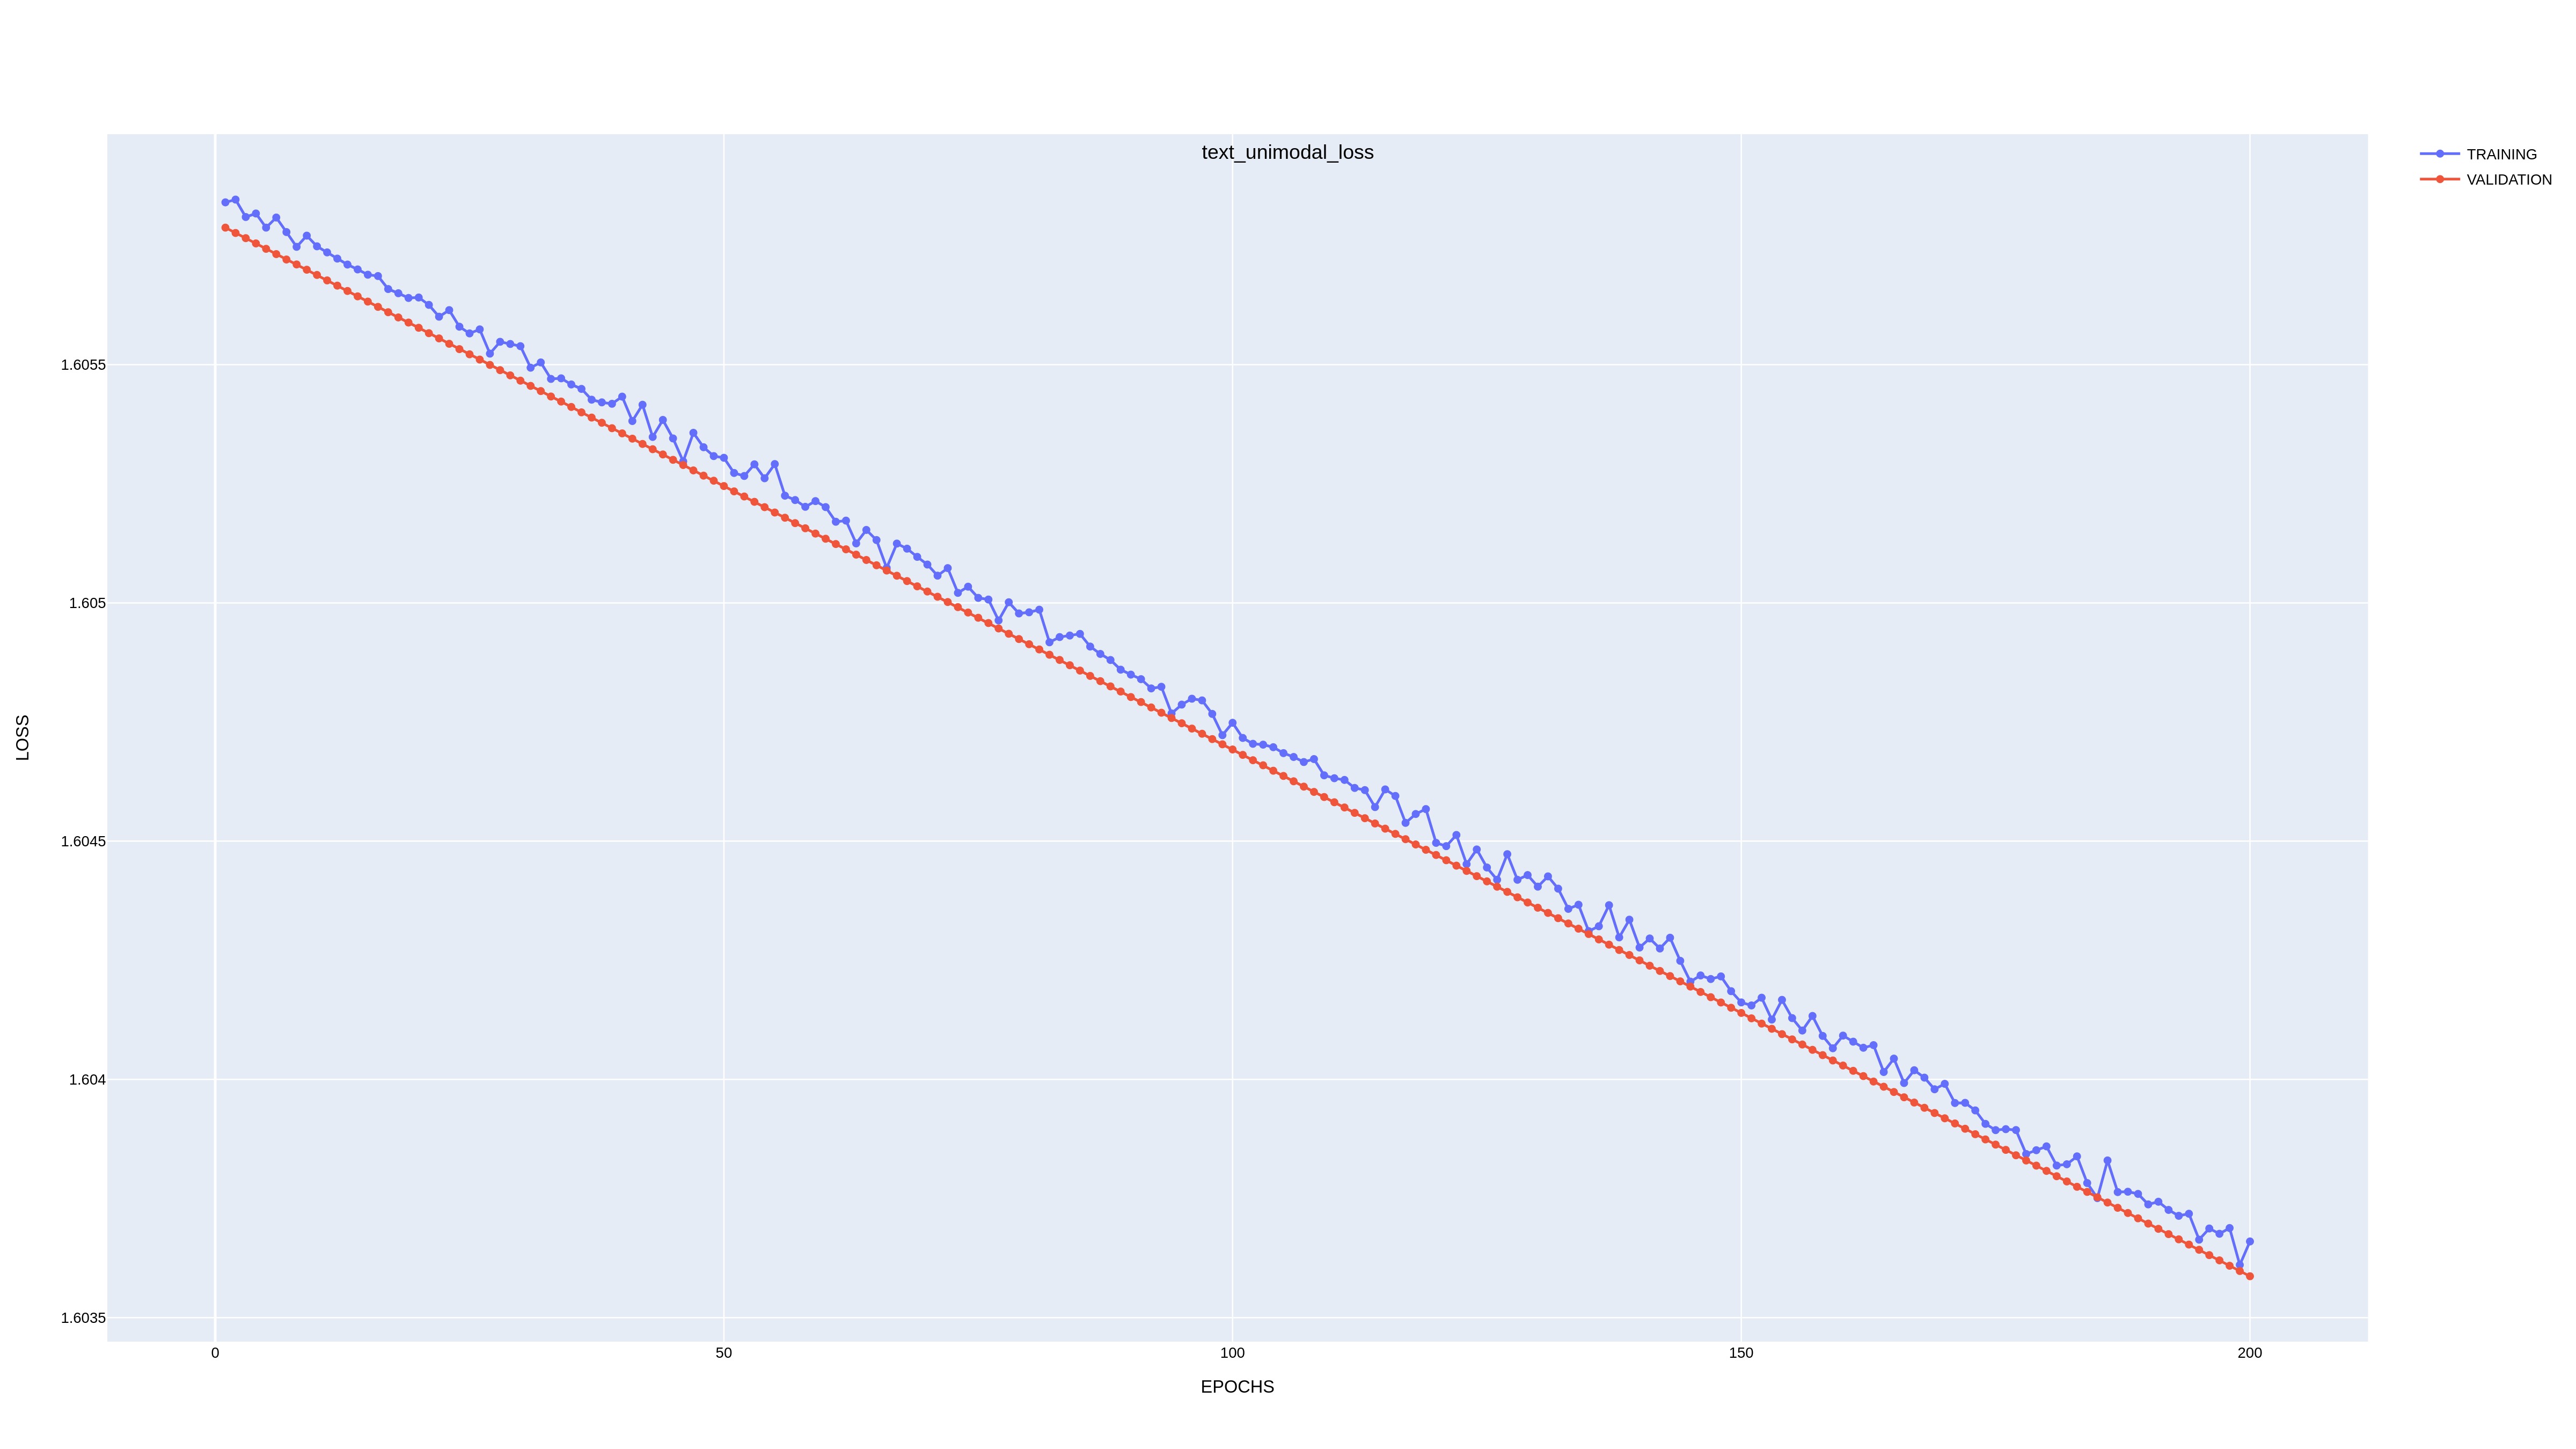 text_unimodal_loss
TRAINING
VALIDATION
LOSS
1.6055
1.605
1.6045
1.604
1.6035
0 50 100 150 200
EPOCHS